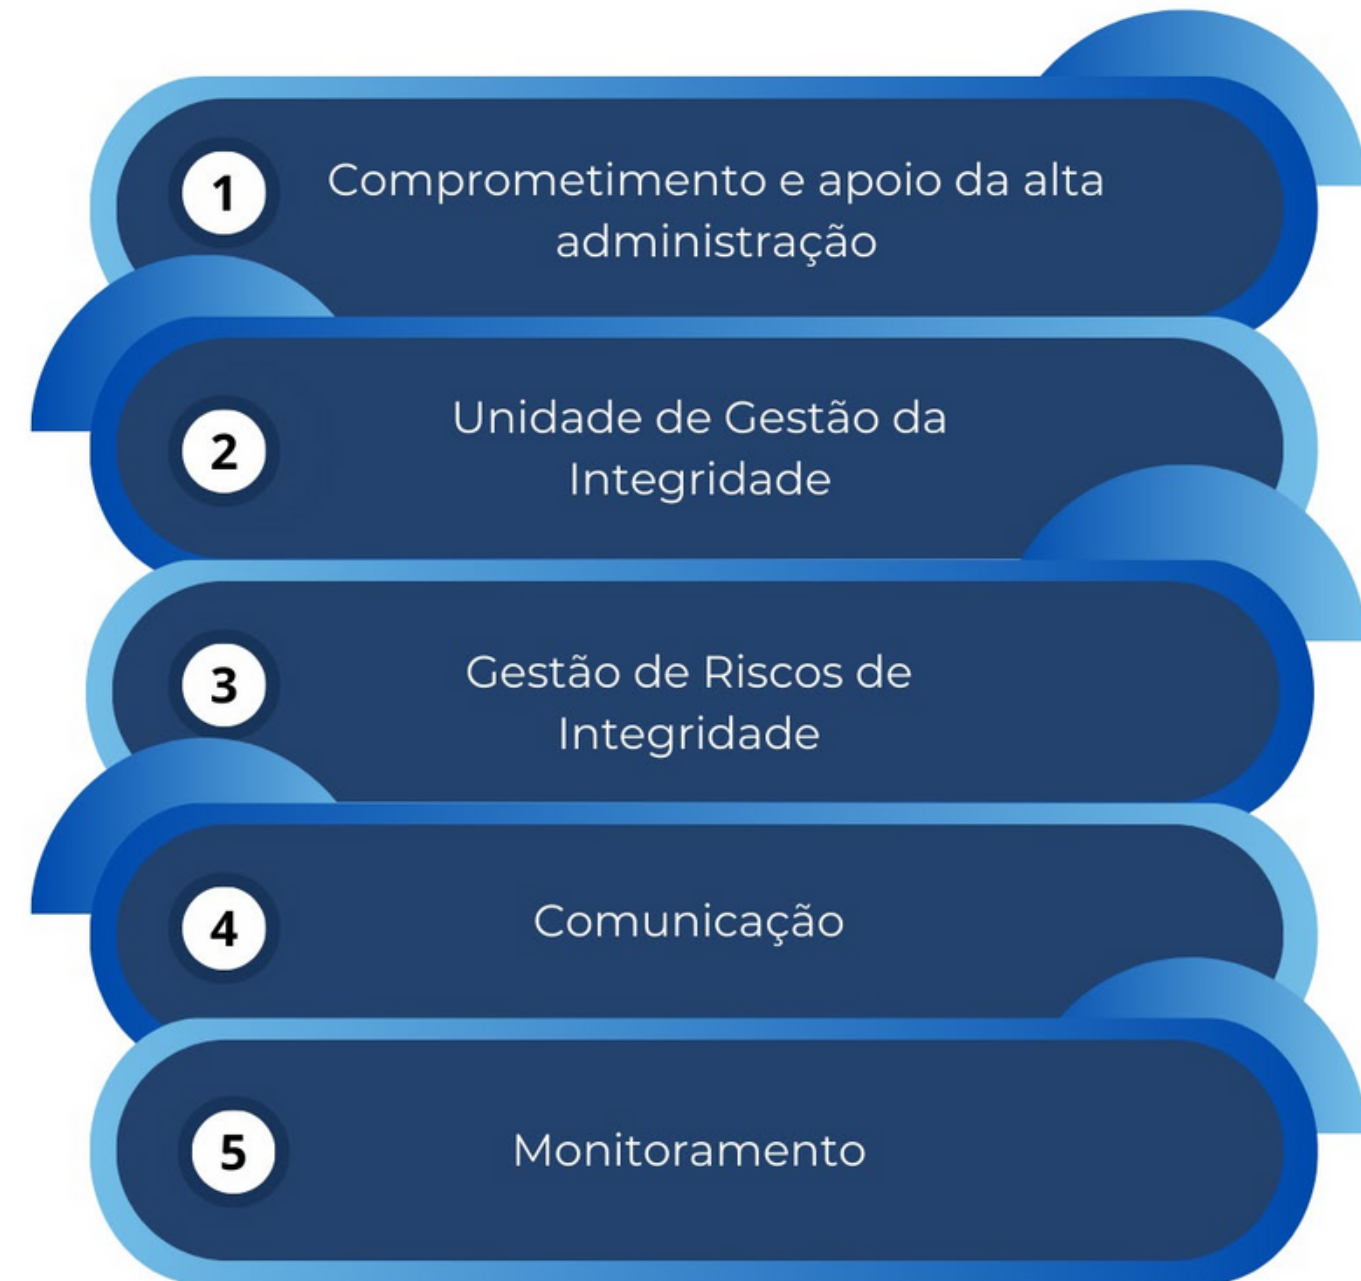 1
Comprometimento e apoio da alta
administração
2
Unidade de Gestão da
Integridade
3
Gestão de Riscos de
Integridade
4
Comunicação
5
Monitoramento